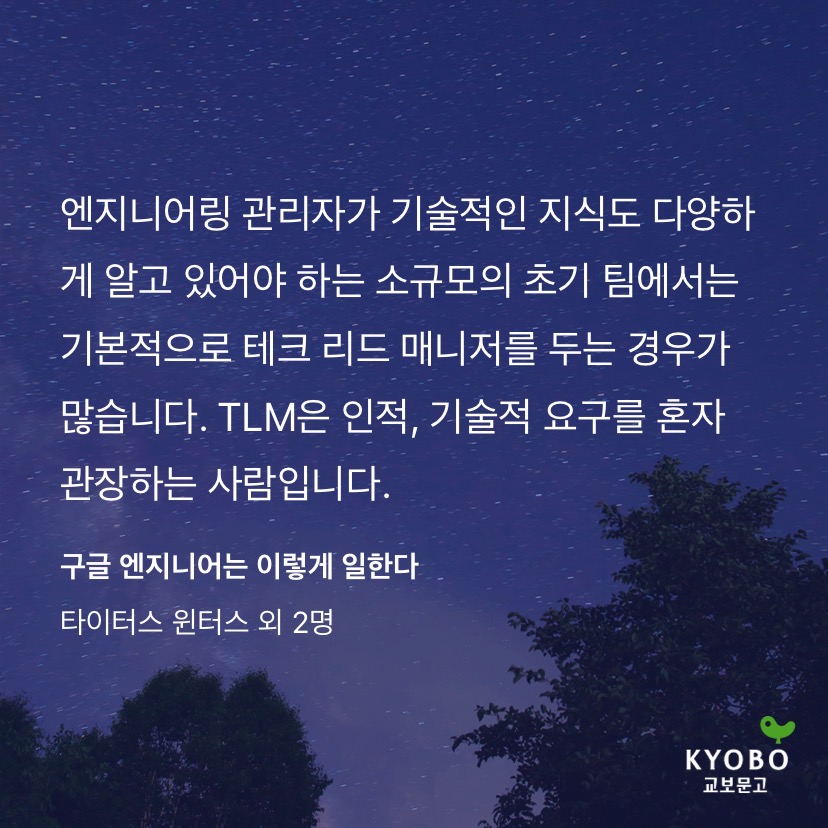 엔지니어링 관리자가 기술적인 지식도 다양하
게 알고 있어야 하는 소규모의 초기 팀에서는
기본적으로 테크 리드 매니저를 두는 경우가
많습니다. TLM은 인적, 기술적 요구를 혼자
관장하는 사람입니다.
구글 엔지니어는 이렇게 일한다
타이터스 윈터스 외 2명
KYOBO
교보문고